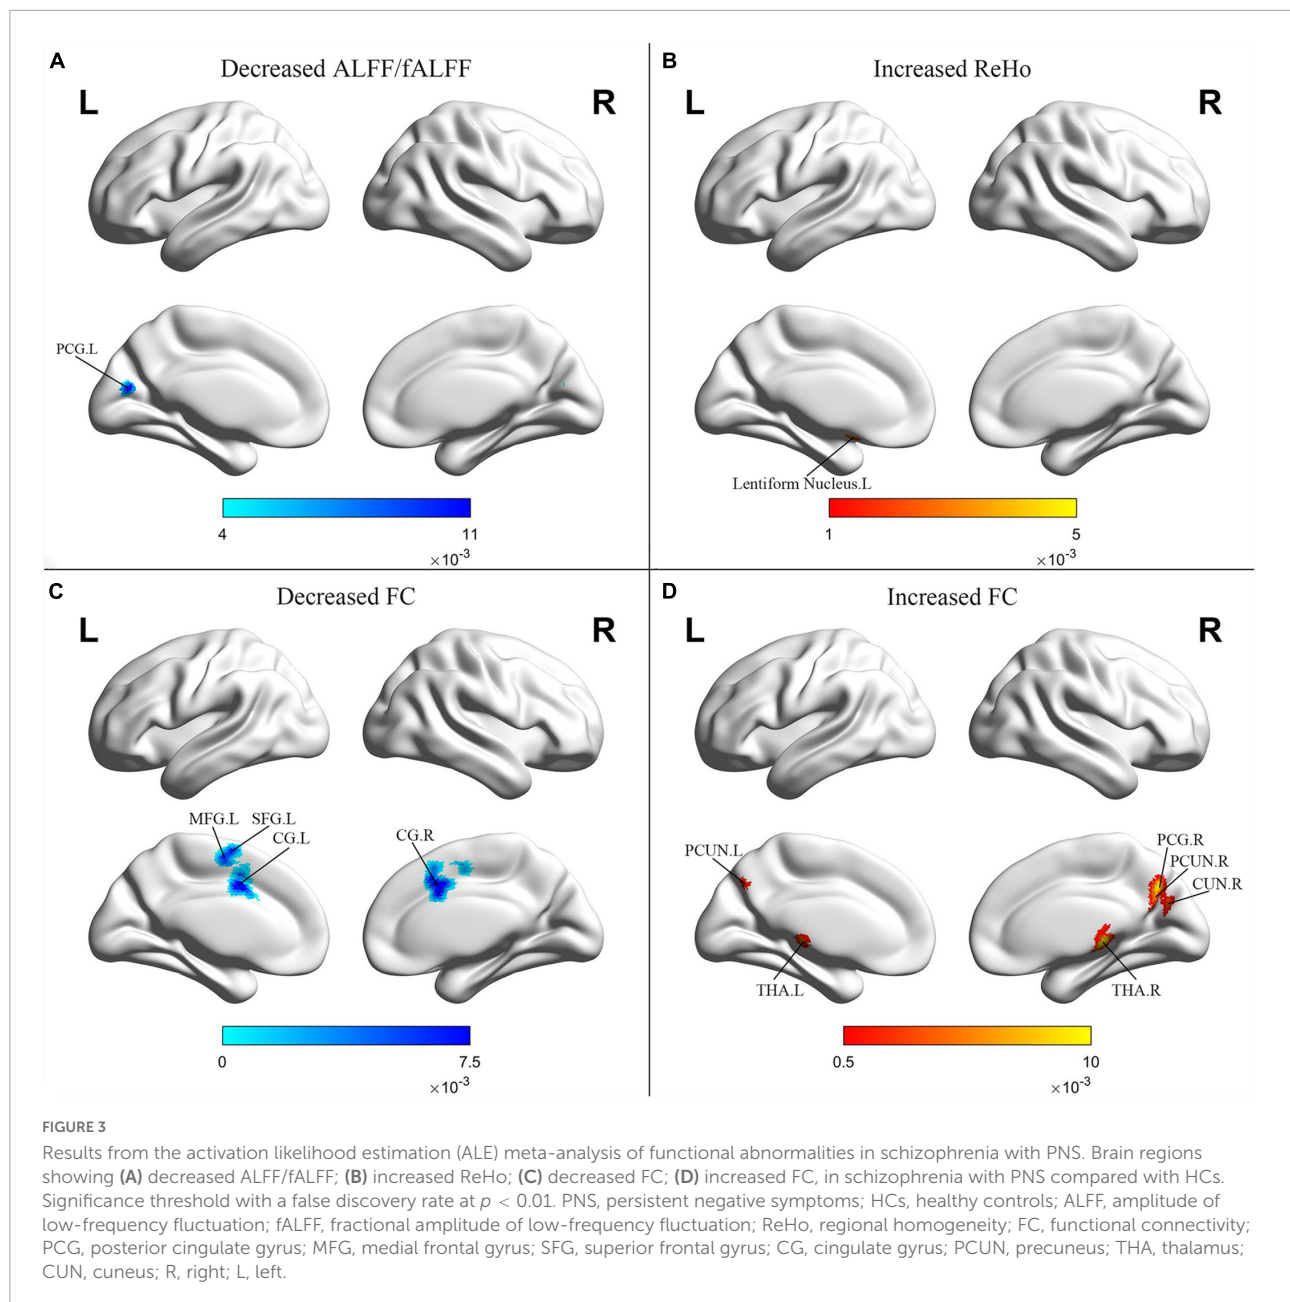 A
Decreased ALFF/fALFF
L
R
PCG.L
4
11
×10-3
B
Increased ReHo
L
R
Lentiform Nucleus.L
1
5
×10-3
C
Decreased FC
L
R
MFG.L
SFG.L
CG.L
CG.R
0
7.5
×10-3
D
Increased FC
L
R
PCUN.L
PCG.R
PCUN.R
CUN.R
THA.L
THA.R
0.5
10
×10-3
FIGURE 3
Results from the activation likelihood estimation (ALE) meta-analysis of functional abnormalities in schizophrenia with PNS. Brain regions
showing (A) decreased ALFF/fALFF; (B) increased ReHo; (C) decreased FC; (D) increased FC, in schizophrenia with PNS compared with HCs.
Significance threshold with a false discovery rate at p < 0.01. PNS, persistent negative symptoms; HCs, healthy controls; ALFF, amplitude of
low-frequency fluctuation; fALFF, fractional amplitude of low-frequency fluctuation; ReHo, regional homogeneity; FC, functional connectivity;
PCG, posterior cingulate gyrus; MFG, medial frontal gyrus; SFG, superior frontal gyrus; CG, cingulate gyrus; PCUN, precuneus; THA, thalamus;
CUN, cuneus; R, right; L, left.